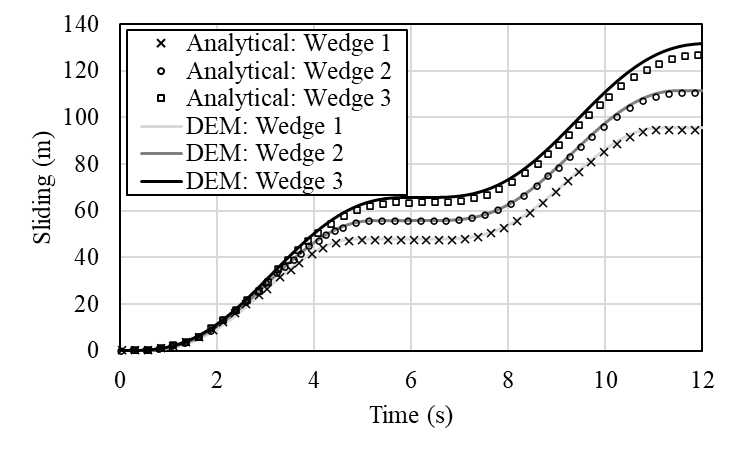 140
120
100
80
60
40
20
0
Sliding (m)
Analytical: Wedge 1
Analytical: Wedge 2
Analytical: Wedge 3
DEM: Wedge 1
DEM: Wedge 2
DEM: Wedge 3
0 2 4 6 8 10 12
Time (s)